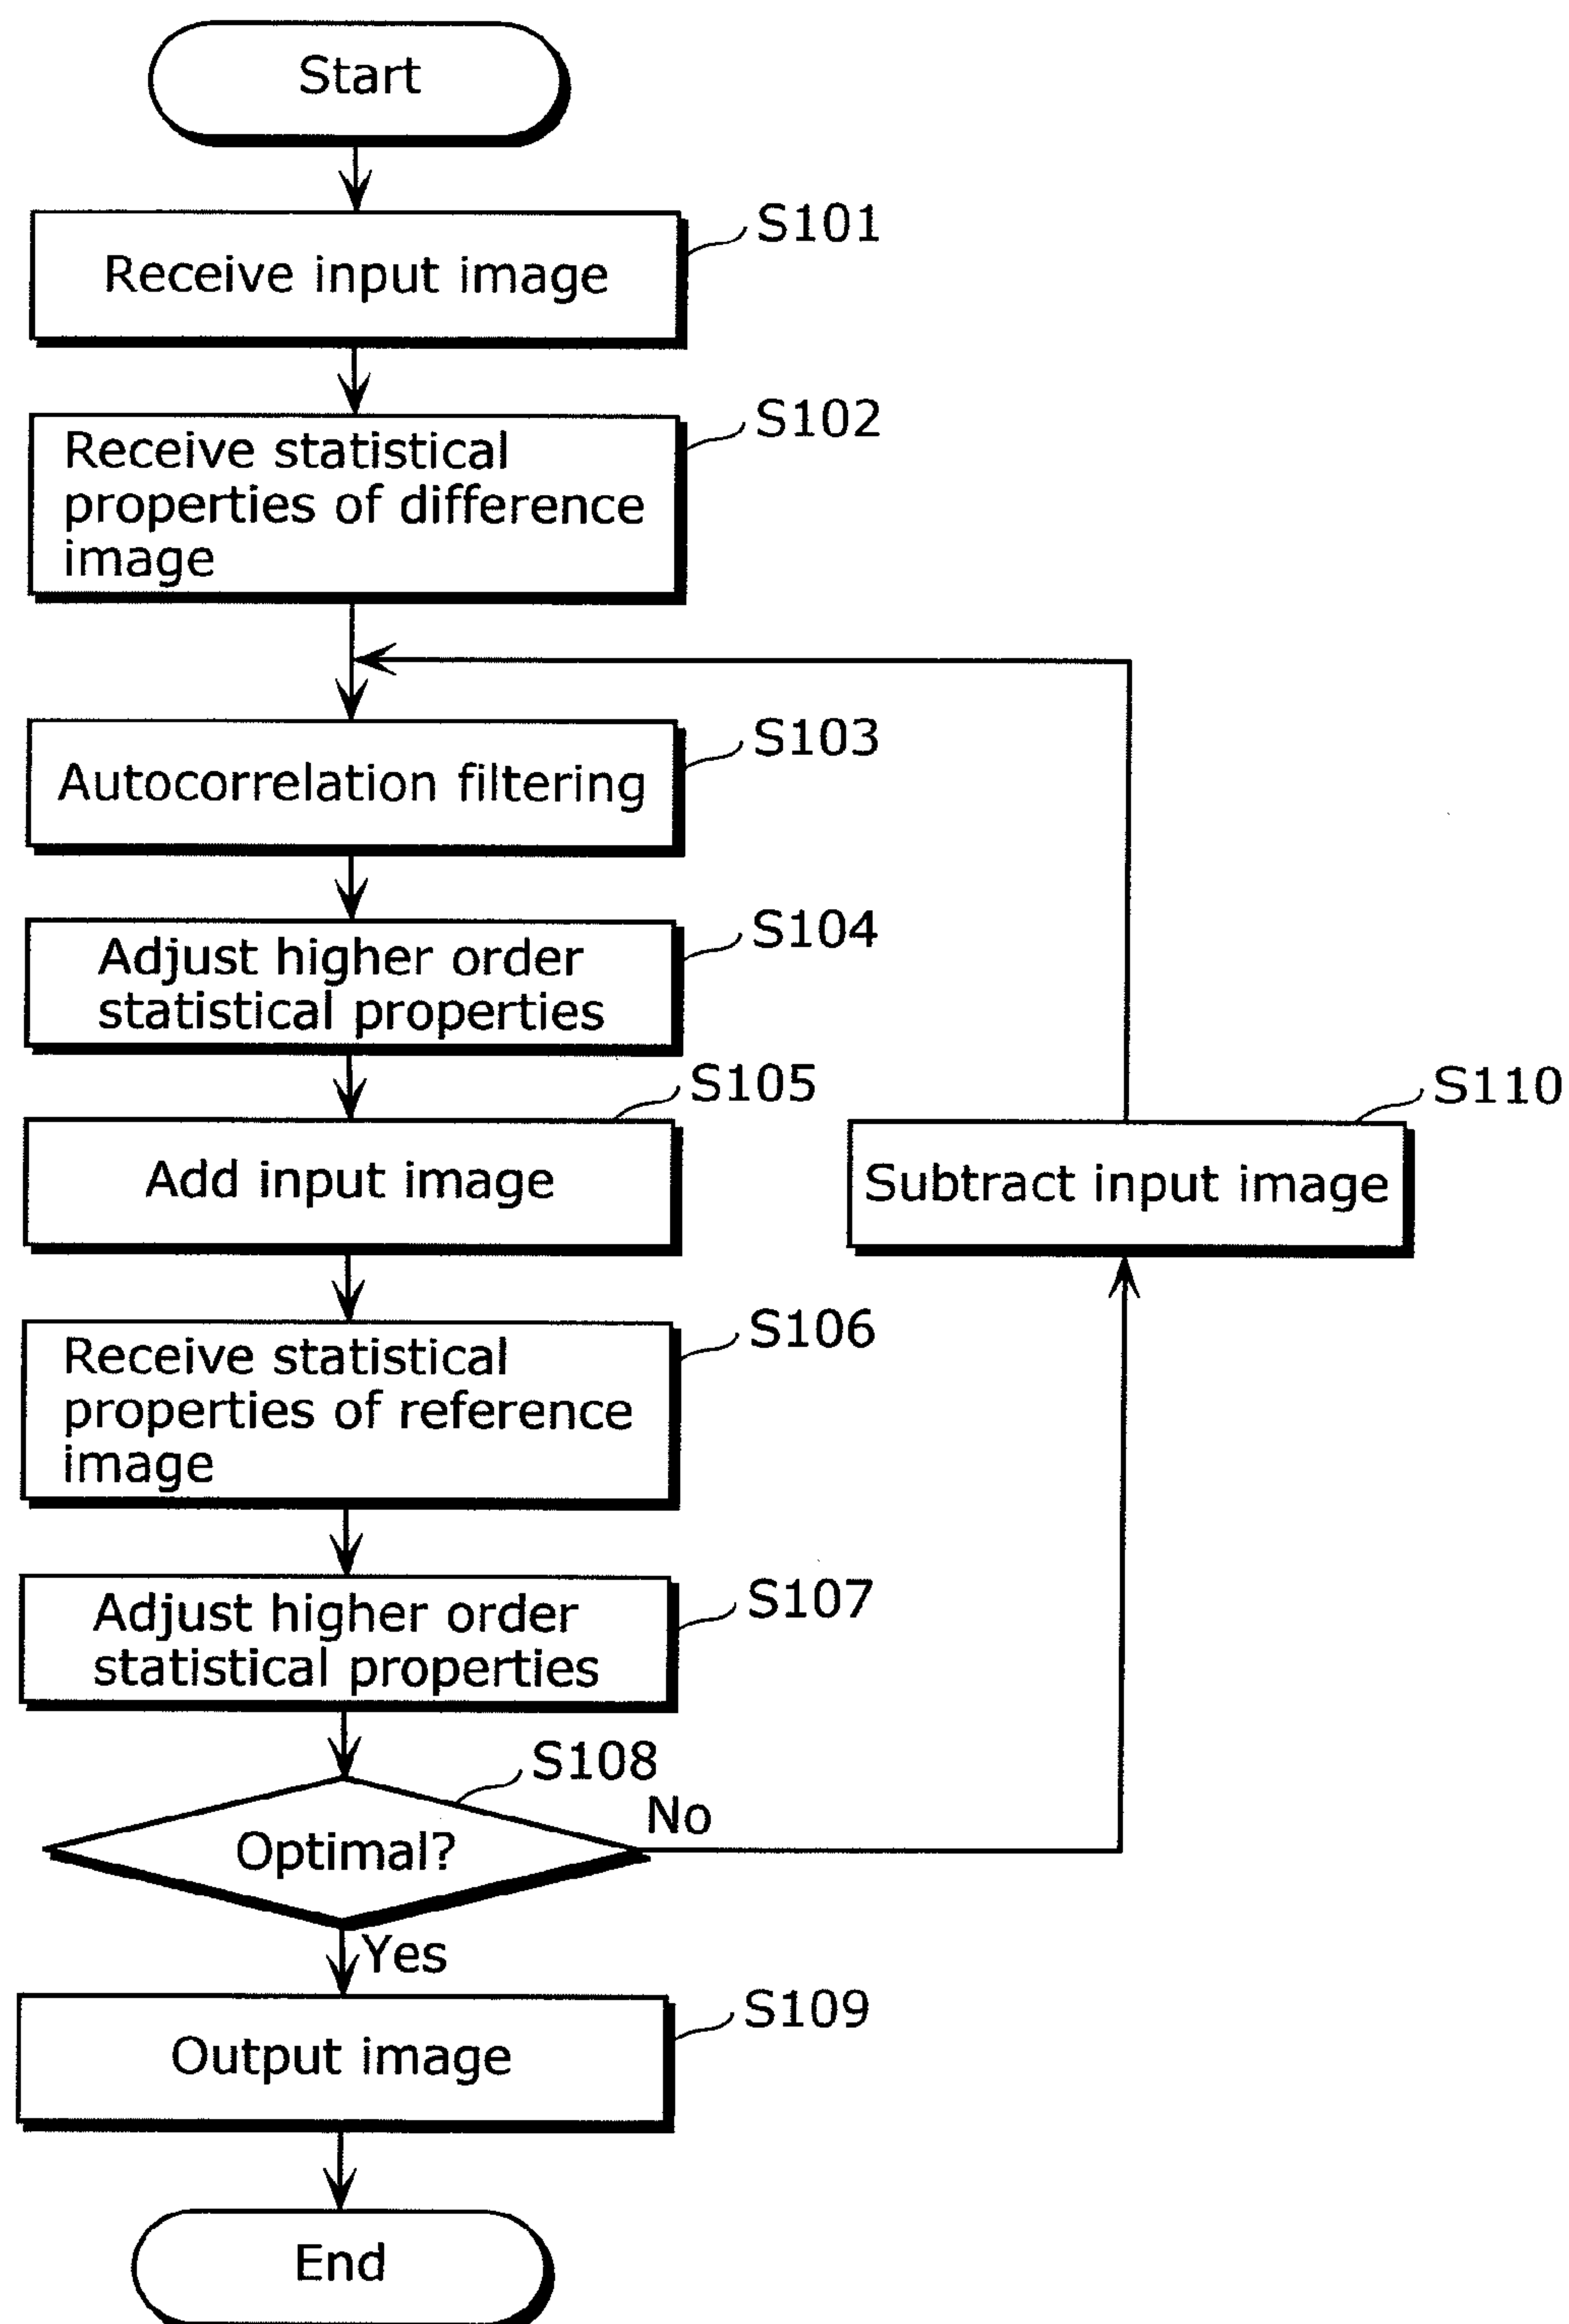 Start
S101
Receive input image
S102
Receive statistical
properties of difference
image
S103
Autocorrelation filtering
S104
Adjust higher order
statistical properties
S105
Add input image
S110
Subtract input image
S106
Receive statistical
properties of reference
image
S107
Adjust higher order
statistical properties
S108
No
Optimal?
Yes
S109
Output image
End